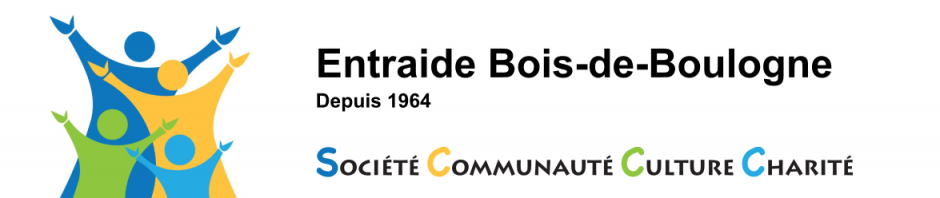 Entraide Bois-de-Boulogne
Depuis 1964
Société Communauté Culture Charité